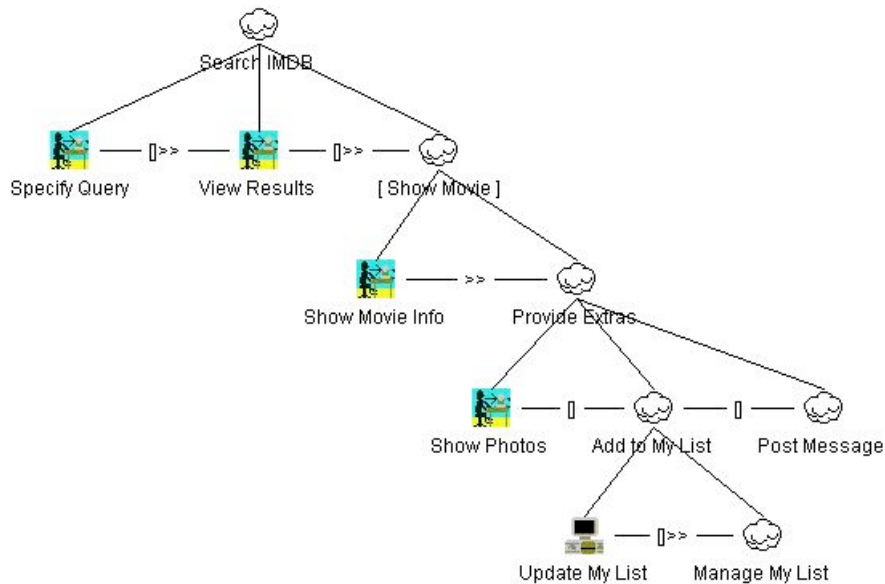 Search IMDB
[]>> []>>
Specify Query View Results [ Show Movie ]
>>
Show Movie Info Provide Extras
[] []
Show Photos Add to My List Post Message
[]>>
Update My List Manage My List